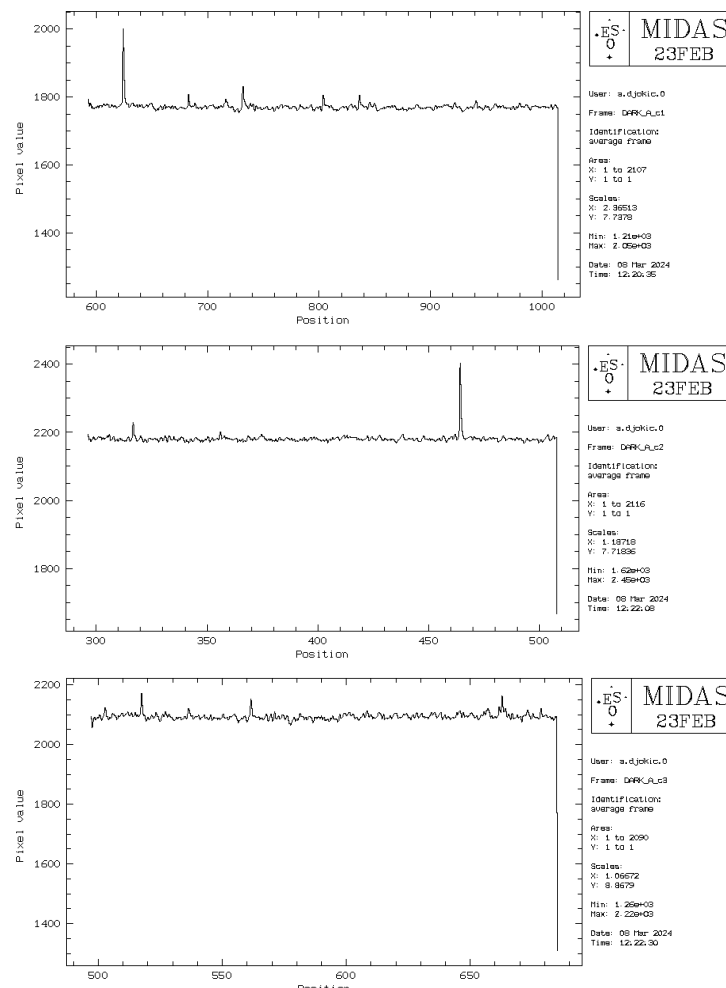 2000
1800
1600
1400
Pixel value
600
700
800
900
1000
Position
ES
O
MIDAS
23FEB
User: a.djokic.0
Frame: DARK_A_c1
Identification:
average frame
Area:
X: 1 to 2107
Y: 1 to 1
Scales:
X: 2.36513
Y: 7.7378
Min: 1.21e+03
Max: 2.05e+03
Date: 08 Mar 2024
Time: 12:20:35
2400
2200
2000
1800
Pixel value
300
350
400
450
500
Position
ES
O
MIDAS
23FEB
User: a.djokic.0
Frame: DARK_A_c2
Identification:
average frame
Area:
X: 1 to 2116
Y: 1 to 1
Scales:
X: 1.18718
Y: 7.71836
Min: 1.62e+03
Max: 2.45e+03
Date: 08 Mar 2024
Time: 12:22:08
2200
2000
1800
1600
1400
Pixel value
500
550
600
650
Position
ES
O
MIDAS
23FEB
User: a.djokic.0
Frame: DARK_A_c3
Identification:
average frame
Area:
X: 1 to 2090
Y: 1 to 1
Scales:
X: 1.06672
Y: 8.8679
Min: 1.26e+03
Max: 2.22e+03
Date: 08 Mar 2024
Time: 12:22:30